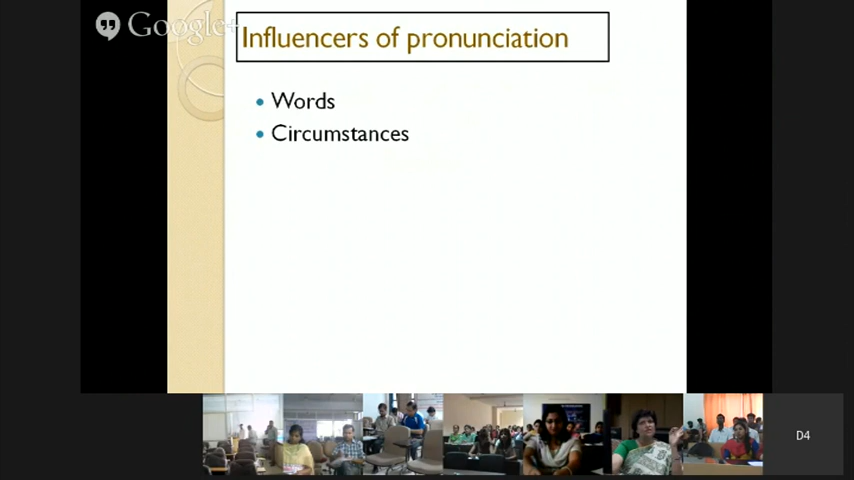 Google+
Influencers of pronunciation
Words
Circumstances
D4